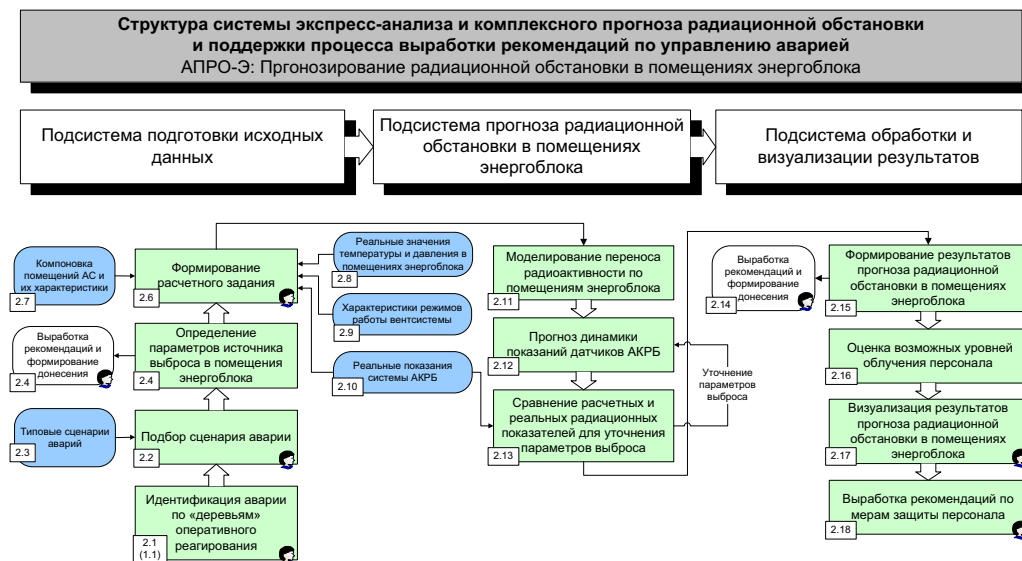 Структура системы экспресс-анализа и комплексного прогноза радиационной обстановки
и поддержки процесса выработки рекомендаций по управлению аварией
АПРО-Э: Пргонозирование радиационной обстановки в помещениях энергоблока
Подсистема подготовки исходных
данных
Подсистема прогноза радиационной
обстановки в помещениях
энергоблока
Подсистема обработки и
визуализации результатов
Компоновка
помещений АС и
их характеристики
2.7
Формирование
расчетного задания
2.6
Реальные значения
температуры и давления в
помещениях энергоблока
2.8
Характеристики режимов
работы вентсистемы
2.9
Реальные показания
системы АКРБ
2.10
Выработка
рекомендаций и
формирование
донесения
2.4
Определение
параметров источника
выброса в помещения
энергоблока
2.4
Типовые сценарии
аварий
2.3
Подбор сценария аварии
2.2
Идентификация аварии
по «деревьям»
оперативного
реагирования
2.1
(1.1)
Моделирование переноса
радиоактивности по
помещениям энергоблока
2.11
Прогноз динамики
показаний датчиков АКРБ
2.12
Сравнение расчетных и
реальных радиационных
показателей для уточнения
параметров выброса
2.13
Уточнение
параметров
выброса
Выработка
рекомендаций и
формирование
донесения
2.14
Формирование результатов
прогноза радиационной
обстановки в помещениях
энергоблока
2.15
Оценка возможных уровней
облучения персонала
2.16
Визуализация результатов
прогноза радиационной
обстановки в помещениях
энергоблока
2.17
Выработка рекомендаций по
мерам защиты персонала
2.18